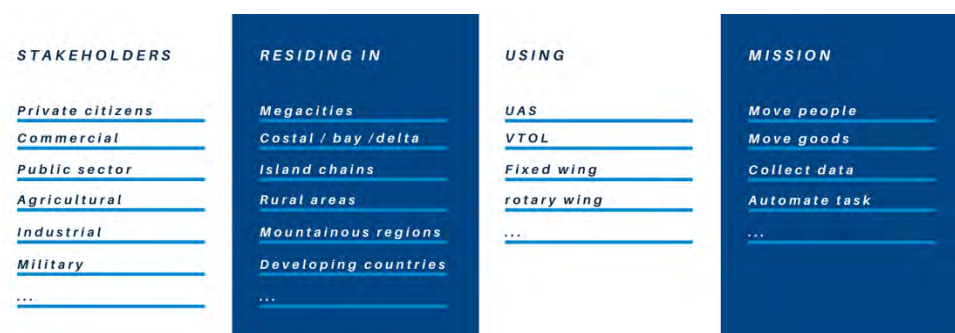 STAKEHOLDERS
Private citizens
Commercial
Public sector
Agricultural
Industrial
Military
...
RESIDING IN
Megacities
Costal / bay /delta
Island chains
Rural areas
Mountainous regions
Developing countries
...
USING
UAS
VTOL
Fixed wing
rotary wing
...
MISSION
Move people
Move goods
Collect data
Automate task
...